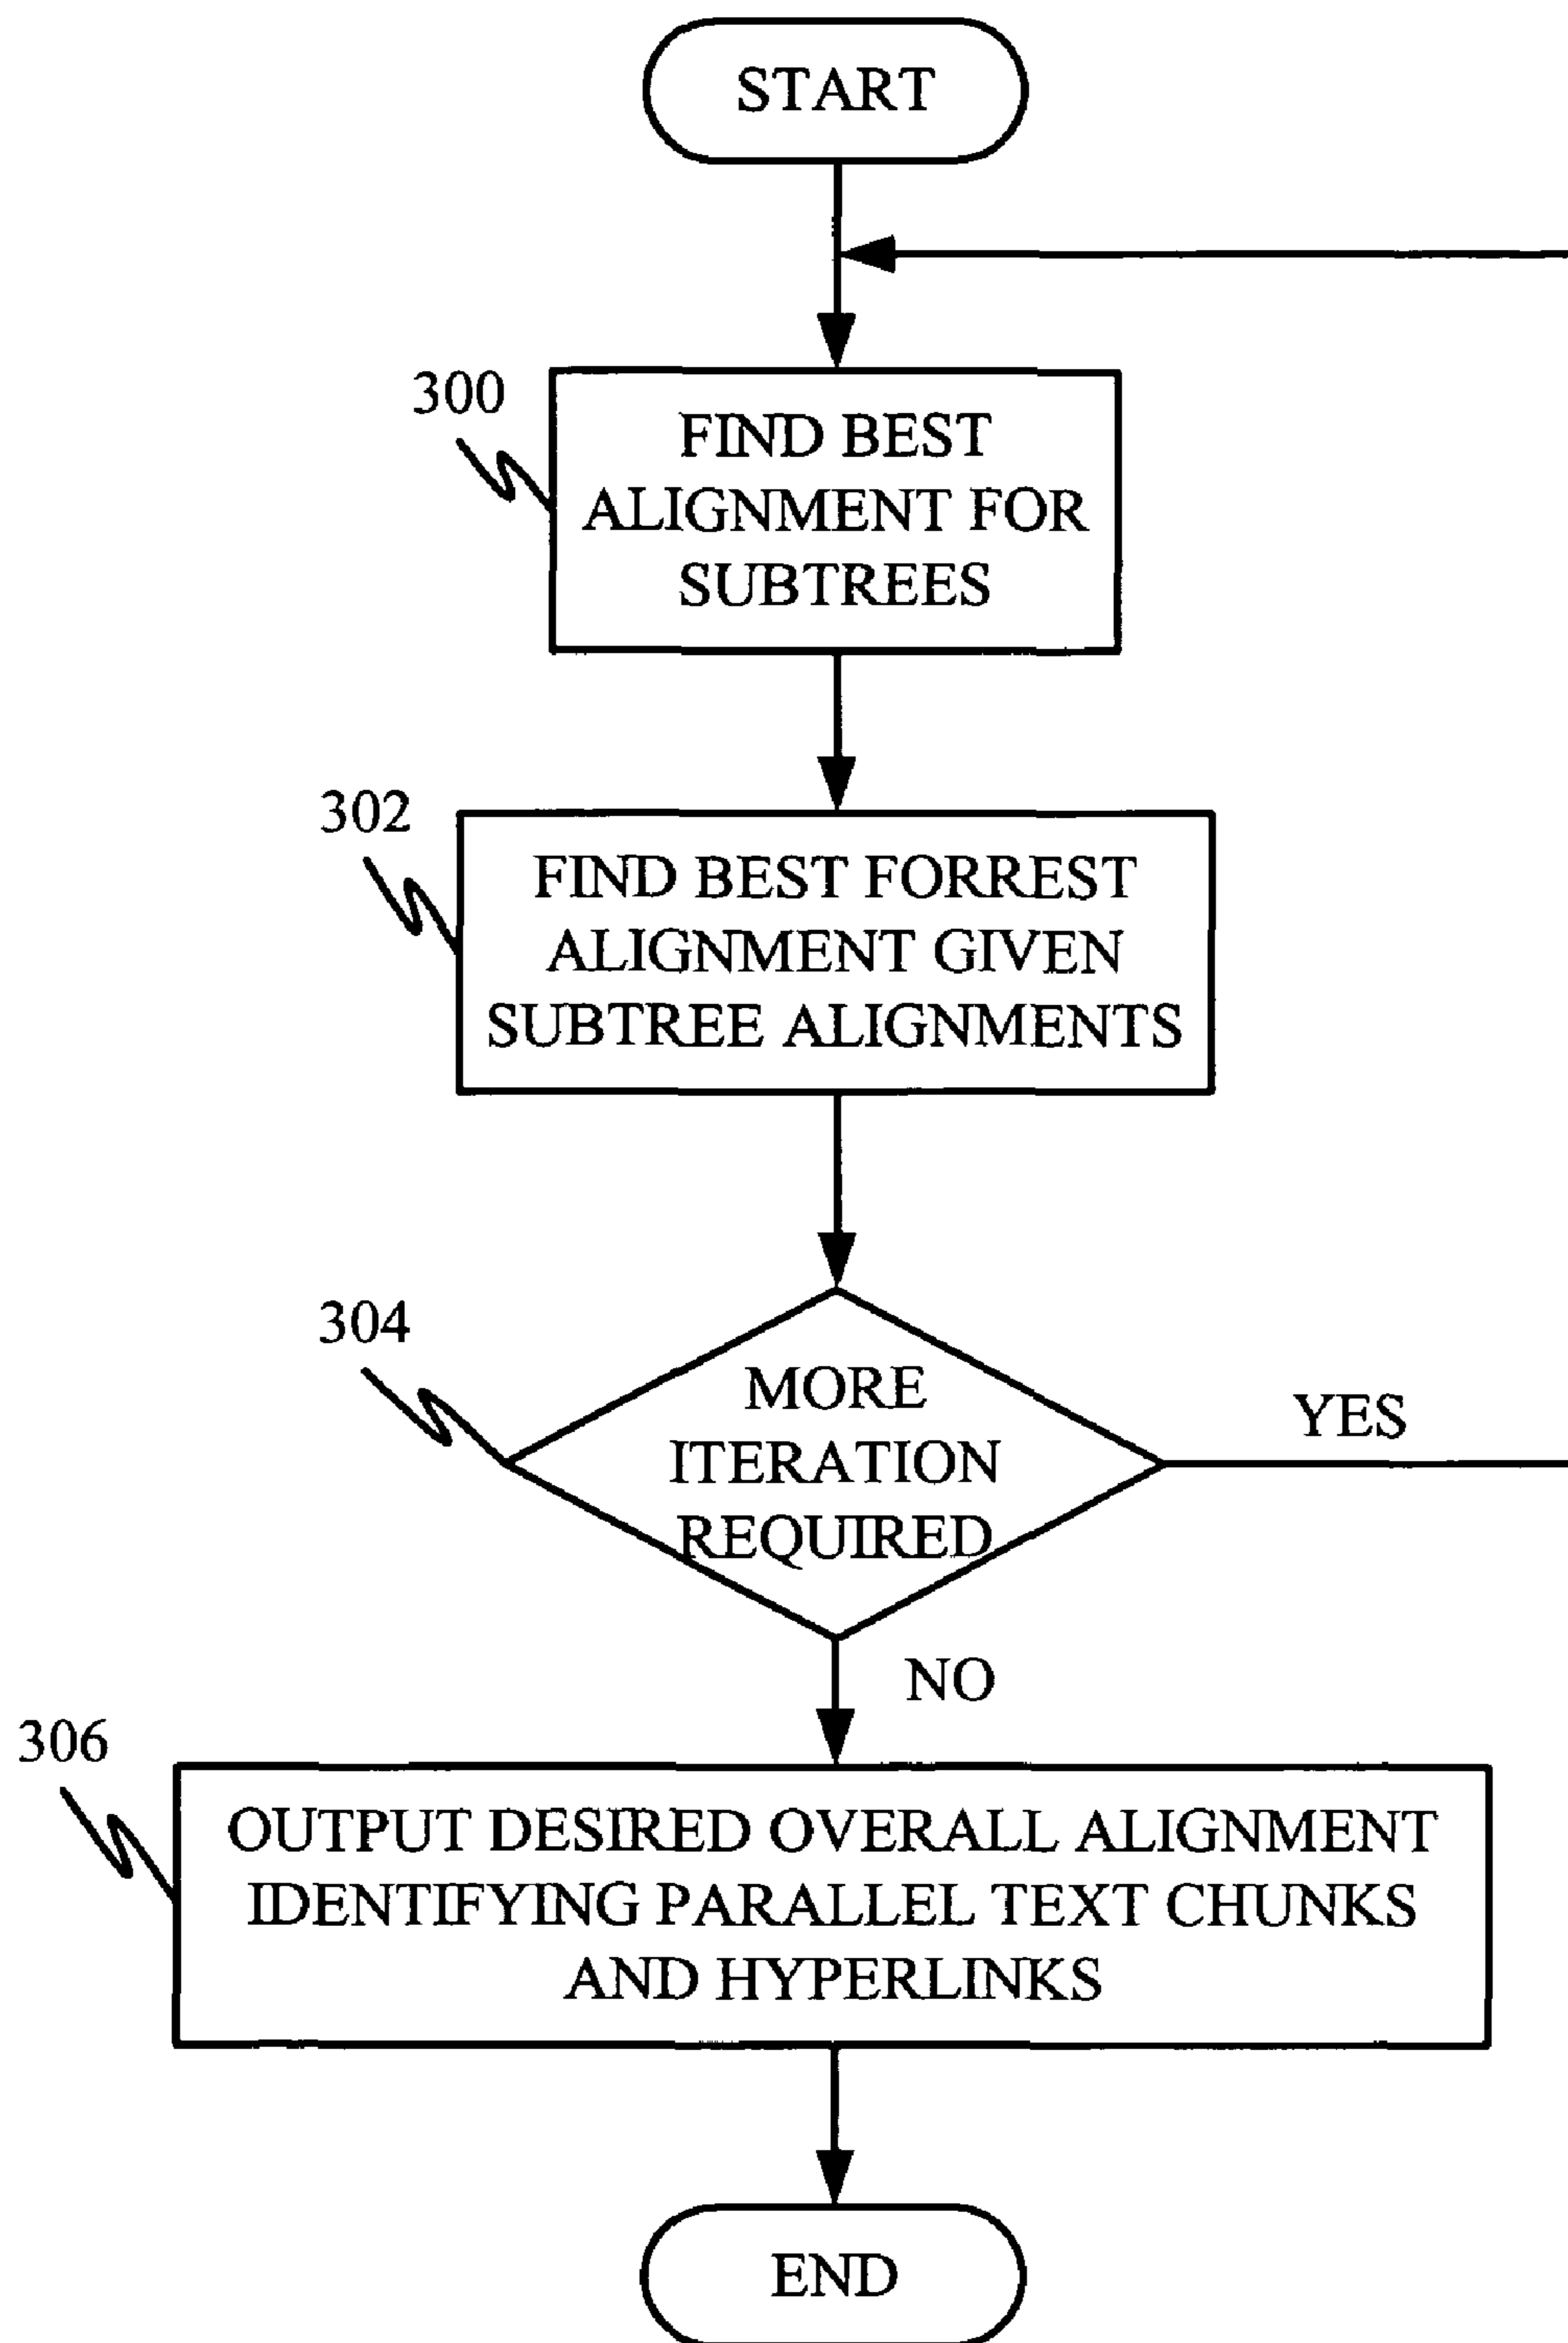 START
300
FIND BEST
ALIGNMENT FOR
SUBTREES
302
FIND BEST FORREST
ALIGNMENT GIVEN
SUBTREE ALIGNMENTS
304
MORE
ITERATION
REQUIRED
YES
NO
306
OUTPUT DESIRED OVERALL ALIGNMENT
IDENTIFYING PARALLEL TEXT CHUNKS
AND HYPERLINKS
END